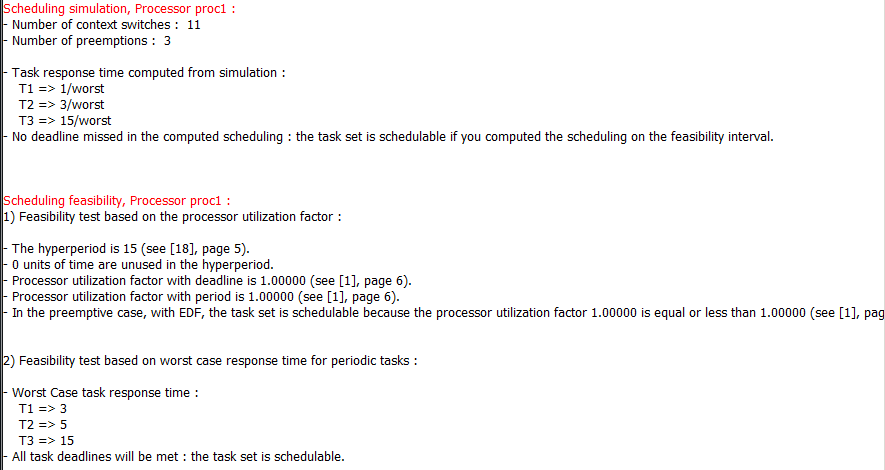 Scheduling simulation, Processor proc1 :
- Number of context switches :  11
- Number of preemptions :  3
- Task response time computed from simulation :
T1 => 1/worst
T2 => 3/worst
T3 => 15/worst
- No deadline missed in the computed scheduling : the task set is schedulable if you computed the scheduling on the feasibility interval.
Scheduling feasibility, Processor proc1 :
1) Feasibility test based on the processor utilization factor :
- The hyperperiod is 15 (see [18], page 5).
- 0 units of time are unused in the hyperperiod.
- Processor utilization factor with deadline is 1.00000 (see [1], page 6).
- Processor utilization factor with period is 1.00000 (see [1], page 6).
- In the preemptive case, with EDF, the task set is schedulable because the processor utilization factor 1.00000 is equal or less than 1.00000 (see [1], pag
2) Feasibility test based on worst case response time for periodic tasks :
- Worst Case task response time :
T1 => 3
T2 => 5
T3 => 15
- All task deadlines will be met : the task set is schedulable.